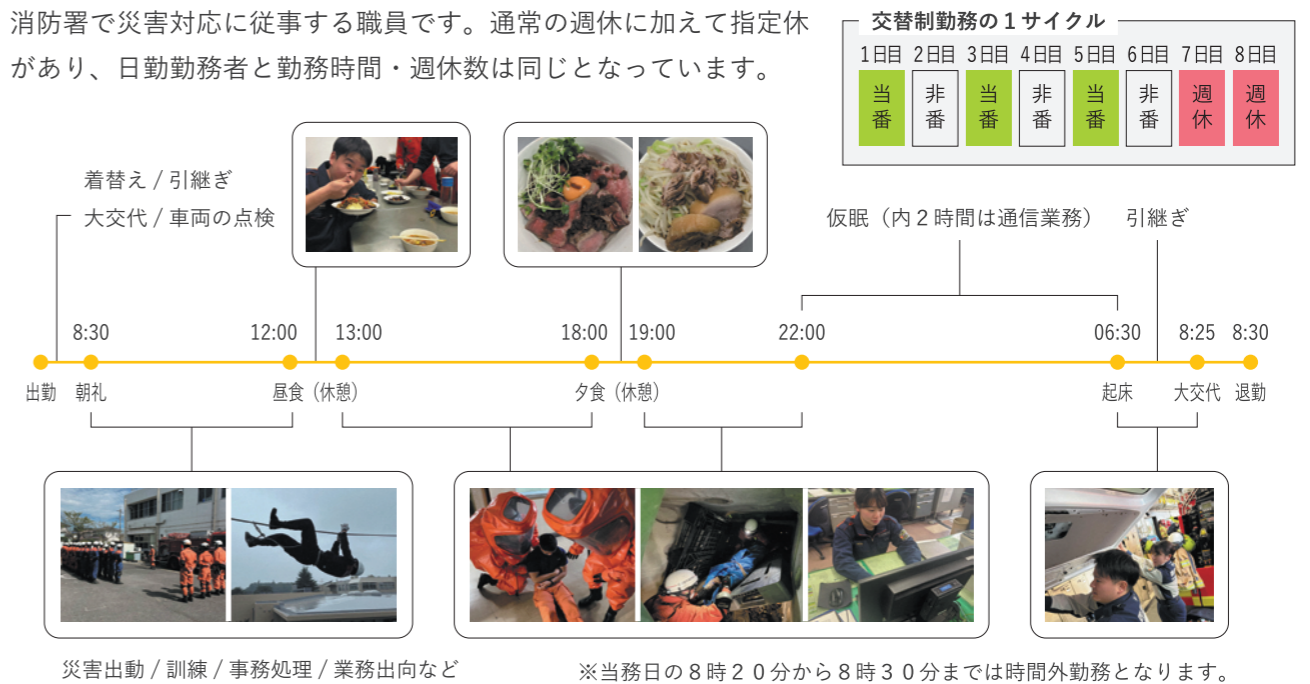 消防署で災害対応に従事する職員です。通常の週休に加えて指定休
があり、日勤勤務者と勤務時間・週休数は同じとなっています。
交替制勤務の１サイクル
1日目 2日目 3日目 4日目 5日目 6日目 7日目 8日目
当番 非番 当番 非番 当番 非番 週休 週休
着替え / 引継ぎ
大交代 / 車両の点検
仮眠（内２時間は通信業務） 引継ぎ
8:30 12:00 13:00 18:00 19:00 22:00 06:30 8:25 8:30
出勤 朝礼 昼食（休憩） 夕食（休憩） 起床 大交代 退勤
災害出動 / 訓練 / 事務処理 / 業務出向など
※当務日の８時２０分から８時３０分までは時間外勤務となります。